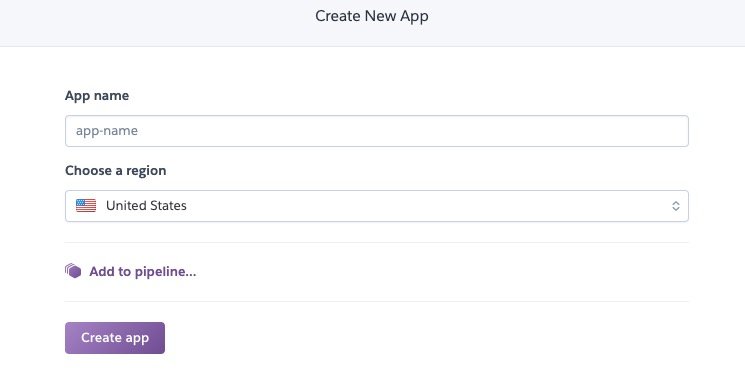 Create New App
App name
app-name
Choose a region
United States
Add to pipeline...
Create app